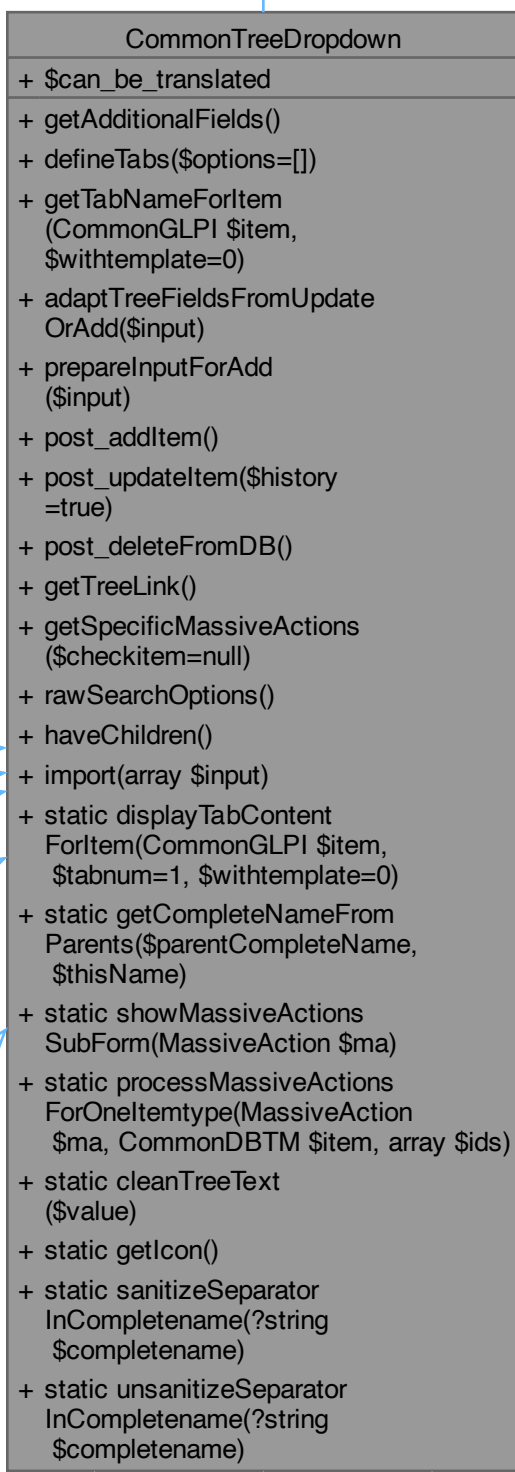 CommonTreeDropdown
+ $can_be_translated
+ getAdditionalFields()
+ defineTabs($options=[])
+ getTabNameForItem
(CommonGLPI $item,
$withtemplate=0)
+ adaptTreeFieldsFromUpdate
OrAdd($input)
+ prepareInputForAdd
($input)
+ post_addItem()
+ post_updateItem($history
=true)
+ post_deleteFromDB()
+ getTreeLink()
+ getSpecificMassiveActions
($checkitem=null)
+ rawSearchOptions()
+ haveChildren()
+ import(array $input)
+ static displayTabContent
ForItem(CommonGLPI $item,
$tabnum=1, $withtemplate=0)
+ static getCompleteNameFrom
Parents($parentCompleteName,
$thisName)
+ static showMassiveActions
SubForm(MassiveAction $ma)
+ static processMassiveActions
ForOneItemtype(MassiveAction
$ma, CommonDBTM $item, array $ids)
+ static cleanTreeText
($value)
+ static getIcon()
+ static sanitizeSeparator
InCompletename(?string
$completename)
+ static unsanitizeSeparator
InCompletename(?string
$completename)